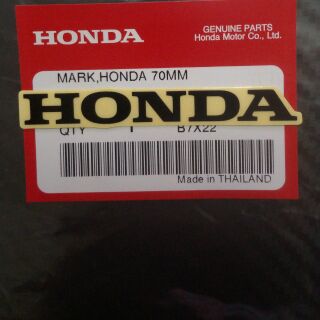 HONDA
GENUINE PARTS
Honda Motor Co., Ltd.
MARK,HONDA 70MM
HONDA
QTY 1 B7X22
Made in THAILAND